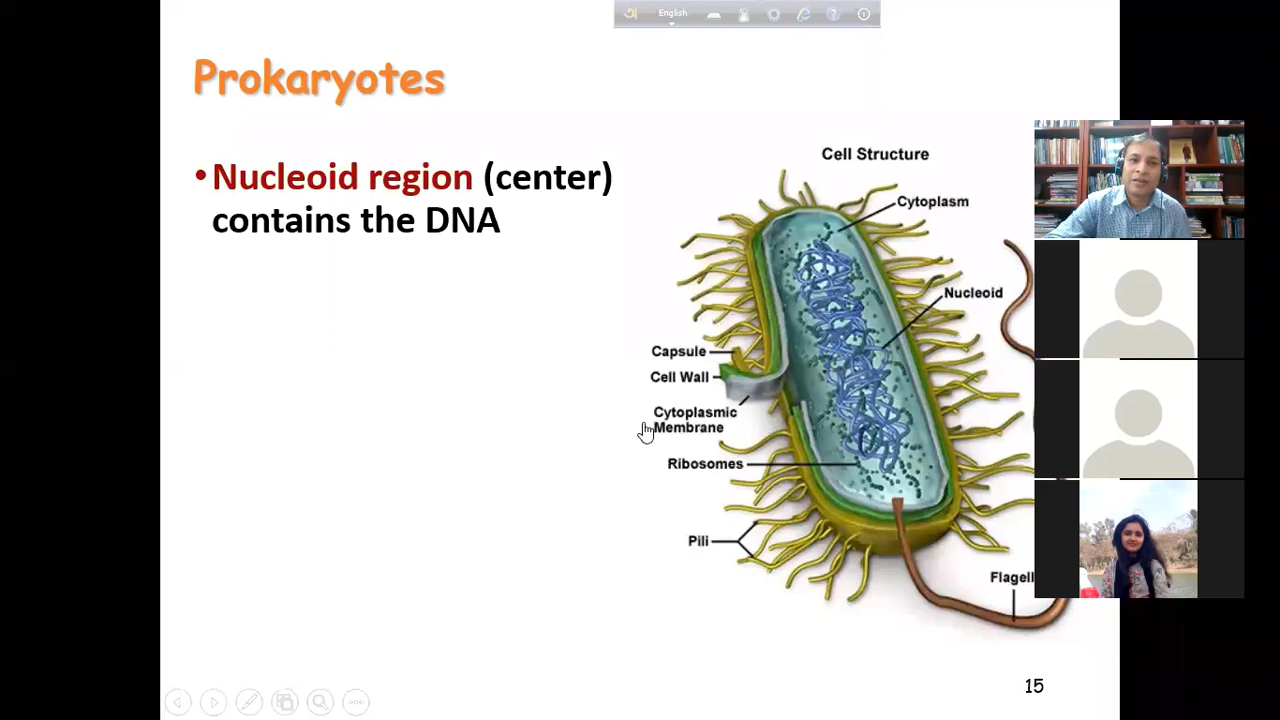 অ English
Prokaryotes
•Nucleoid region (center)
contains the DNA
Cell Structure
Cytoplasm
Nucleoid
Capsule
Cell Wall
Cytoplasmic
Membrane
Ribosomes
Pili
Flagell
15